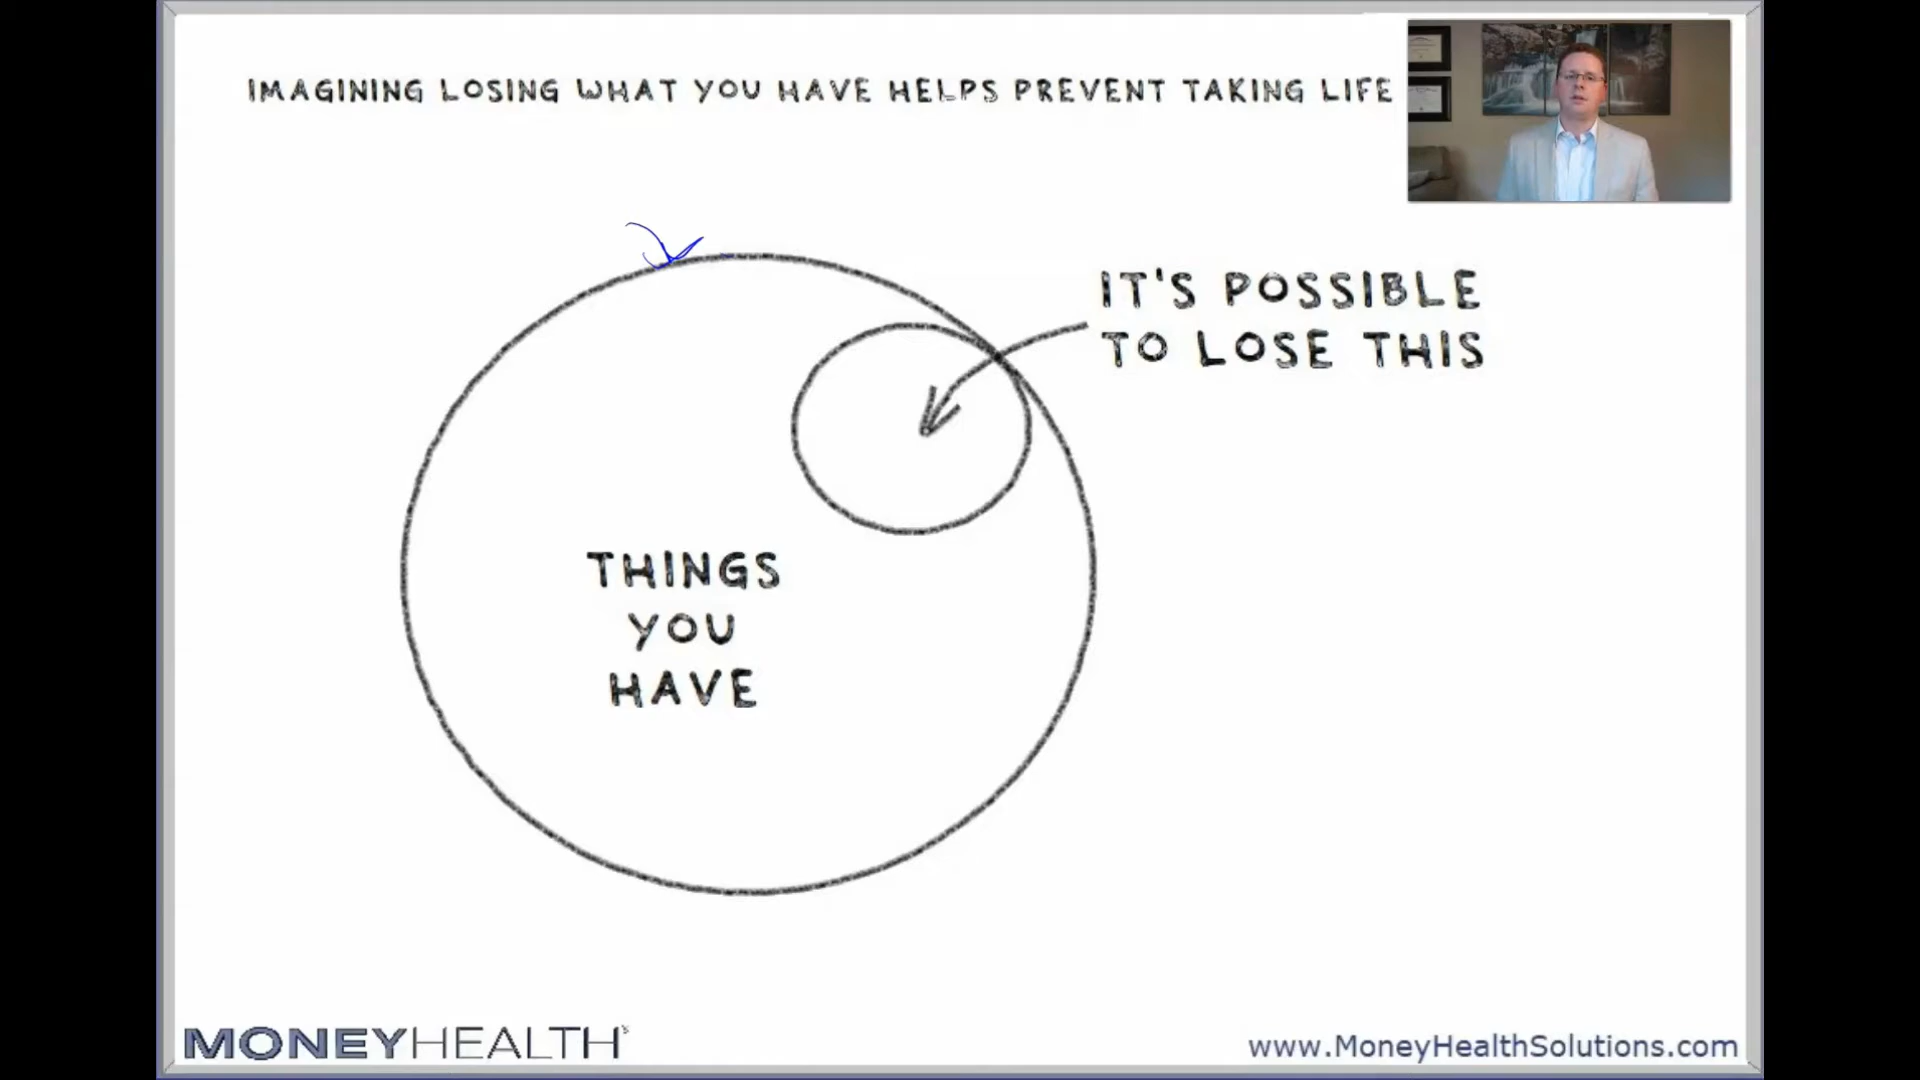 IMAGINING LOSING WHAT YOU HAVE HELPS PREVENT TAKING LIFE
IT'S POSSIBLE
TO LOSE THIS
THINGS
YOU
HAVE
MONEYHEALTH
www.MoneyHealthSolutions.com